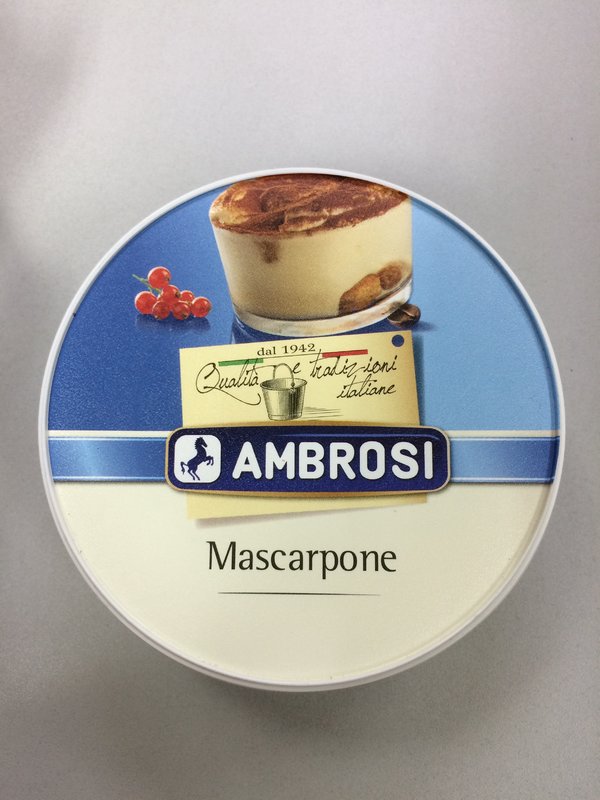 dal 1942
Qualità e tradizioni
italiane
AMBROSI
Mascarpone